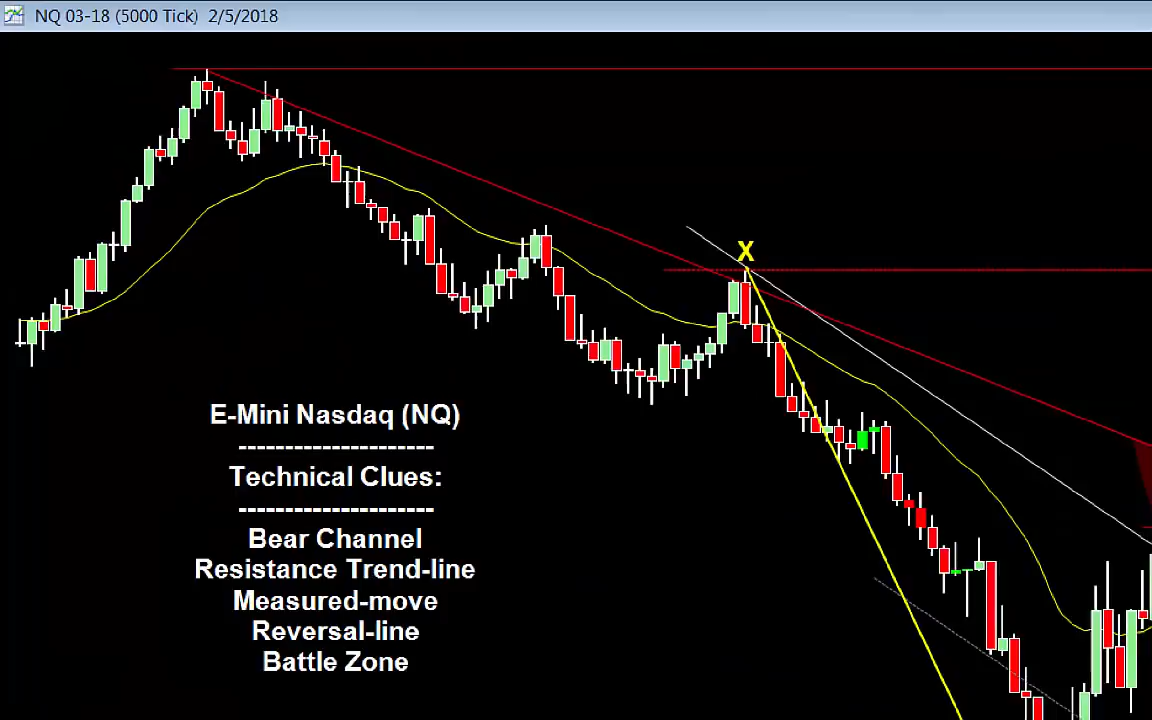 NQ 03-18 (5000 Tick) 2/5/2018
X
E-Mini Nasdaq (NQ)
---------------------
Technical Clues:
---------------------
Bear Channel
Resistance Trend-line
Measured-move
Reversal-line
Battle Zone